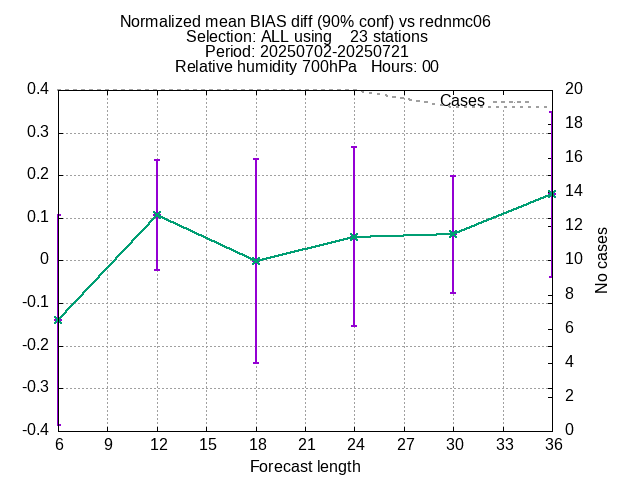 Normalized mean BIAS diff (90% conf) vs rednmc06
Selection: ALL using    23 stations
Period: 20250702-20250721
Relative humidity 700hPa   Hours: 00
Cases
0.4
0.3
0.2
0.1
0
-0.1
-0.2
-0.3
-0.4
20
18
16
14
12
10
8
6
4
2
0
No cases
6 9 12 15 18 21 24 27 30 33 36
Forecast length